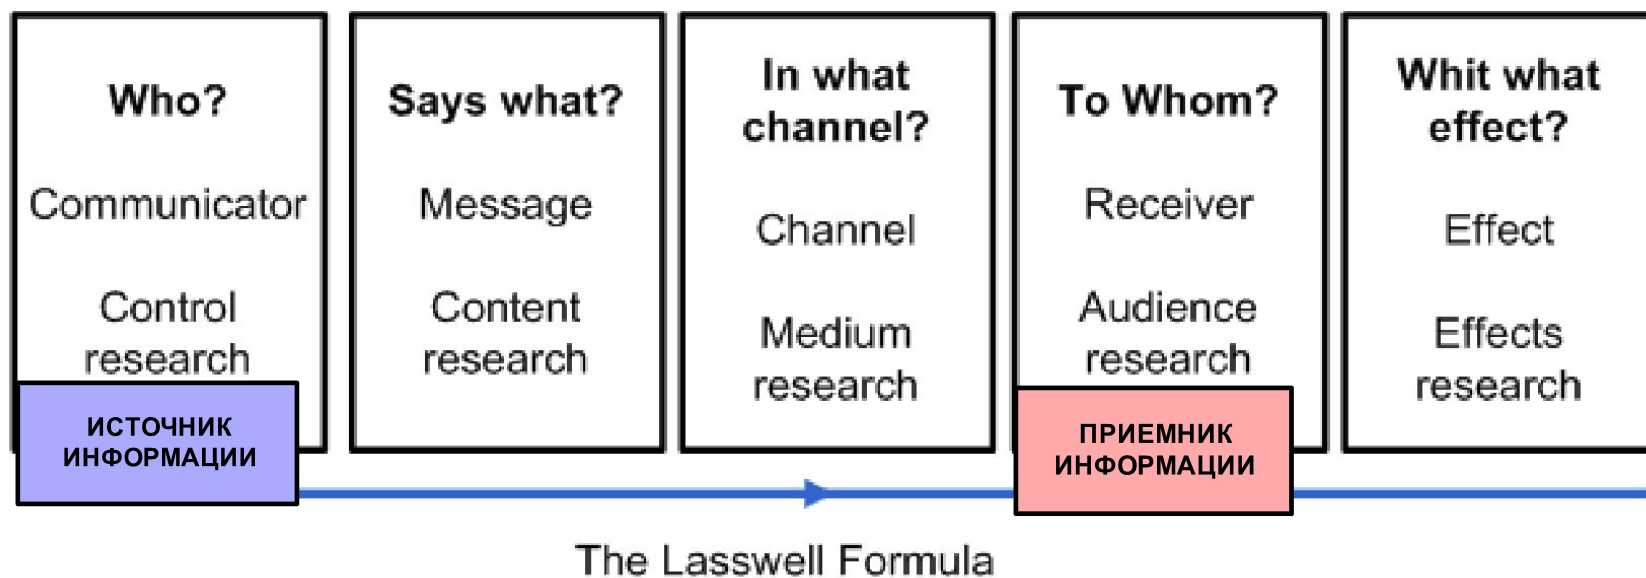 Who?
Communicator
Control
research
ИСТОЧНИК
ИНФОРМАЦИИ
Says what?
Message
Content
research
In what
channel?
Channel
Medium
research
To Whom?
Receiver
Audience
research
ПРИЕМНИК
ИНФОРМАЦИИ
Whit what
effect?
Effect
Effects
research
The Lasswell Formula